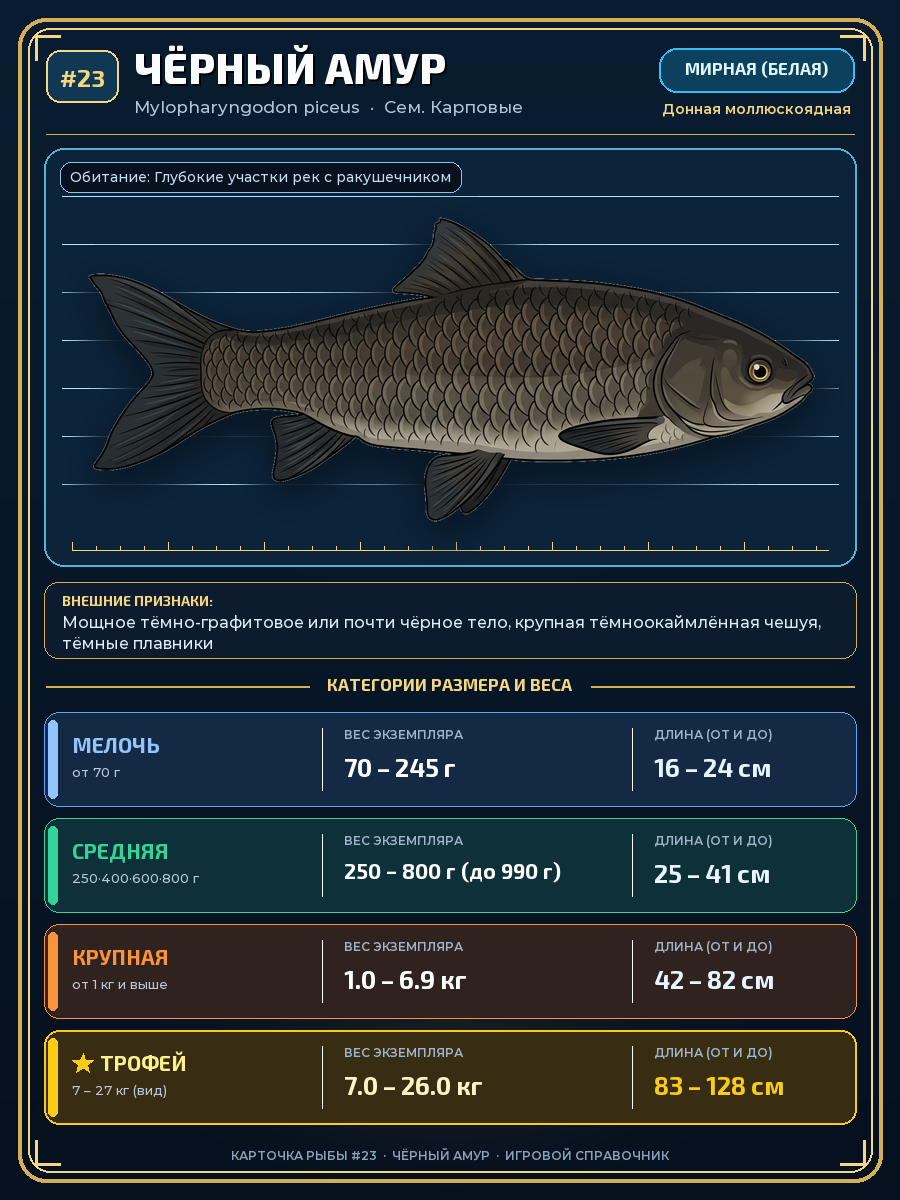 #23
ЧЁРНЫЙ АМУР
МИРНАЯ (БЕЛАЯ)
Mylopharyngodon piceus · Сем. Карповые
Донная моллюскоядная
Обитание: Глубокие участки рек с ракушечником
ВНЕШНИЕ ПРИЗНАКИ:
Мощное тёмно-графитовое или почти чёрное тело, крупная тёмноокаймлённая чешуя,
тёмные плавники
КАТЕГОРИИ РАЗМЕРА И ВЕСА
МЕЛОЧЬ
от 70 г
ВЕС ЭКЗЕМПЛЯРА
70 – 245 г
ДЛИНА (ОТ И ДО)
16 – 24 см
СРЕДНЯЯ
250·400·600·800 г
ВЕС ЭКЗЕМПЛЯРА
250 – 800 г (до 990 г)
ДЛИНА (ОТ И ДО)
25 – 41 см
КРУПНАЯ
от 1 кг и выше
ВЕС ЭКЗЕМПЛЯРА
1.0 – 6.9 кг
ДЛИНА (ОТ И ДО)
42 – 82 см
★ ТРОФЕЙ
7 – 27 кг (вид)
ВЕС ЭКЗЕМПЛЯРА
7.0 – 26.0 кг
ДЛИНА (ОТ И ДО)
83 – 128 см
КАРТОЧКА РЫБЫ #23 · ЧЁРНЫЙ АМУР · ИГРОВОЙ СПРАВОЧНИК